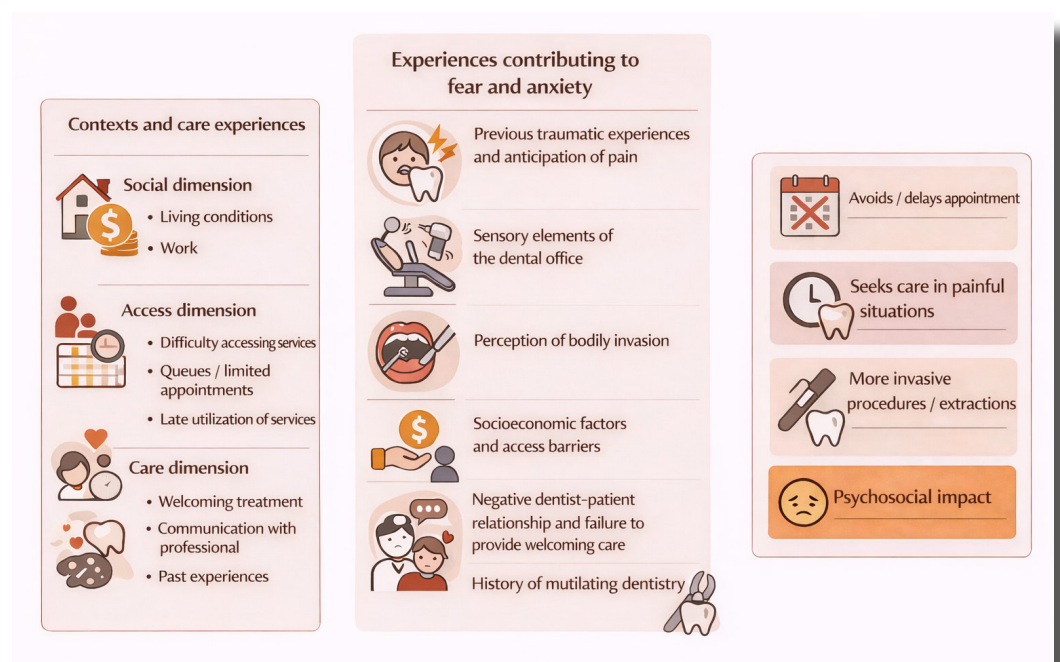 Contexts and care experiences
Social dimension
• Living conditions
• Work
Access dimension
• Difficulty accessing services
• Queues / limited
appointments
• Late utilization of services
Care dimension
• Welcoming treatment
• Communication with
professional
• Past experiences
Experiences contributing to
fear and anxiety
Previous traumatic experiences
and anticipation of pain
Sensory elements of
the dental office
Perception of bodily invasion
Socioeconomic factors
and access barriers
Negative dentist–patient
relationship and failure to
provide welcoming care
History of mutilating dentistry
Avoids / delays appointment
Seeks care in painful
situations
More invasive
procedures / extractions
Psychosocial impact